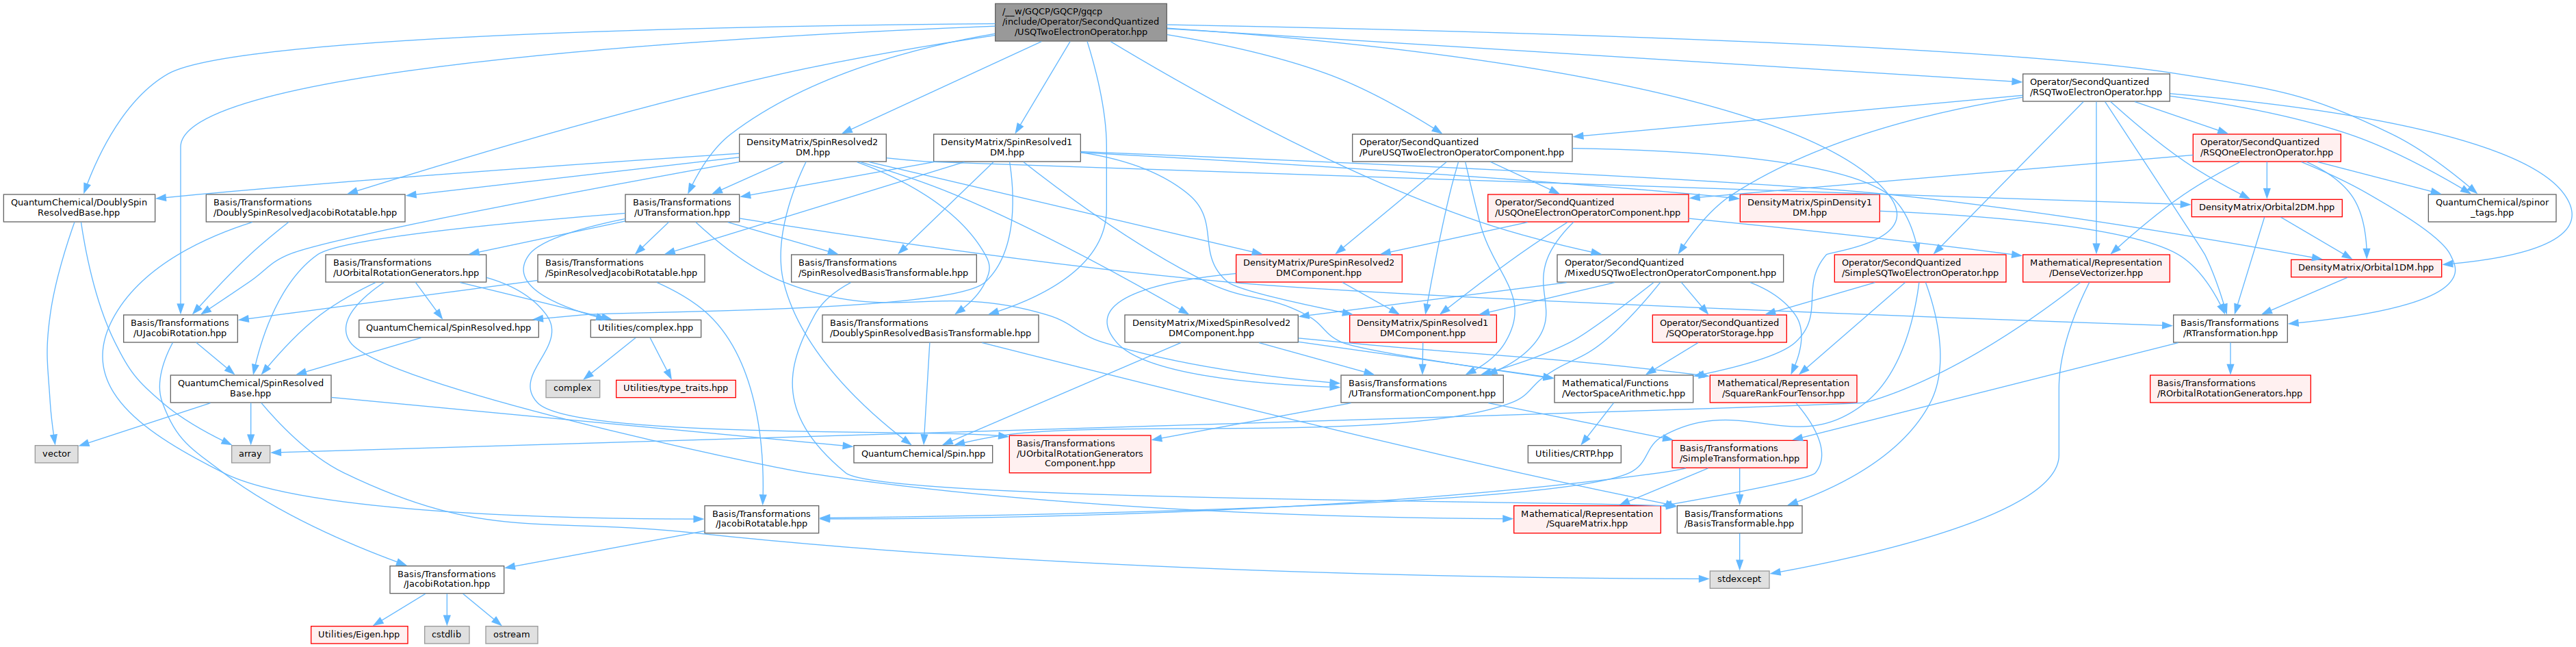 /__w/GQCP/GQCP/gqcp
/include/Operator/SecondQuantized
/USQTwoElectronOperator.hpp
Operator/SecondQuantized
/RSQTwoElectronOperator.hpp
DensityMatrix/SpinResolved2
DM.hpp
DensityMatrix/SpinResolved1
DM.hpp
Operator/SecondQuantized
/PureUSQTwoElectronOperatorComponent.hpp
Operator/SecondQuantized
/RSQOneElectronOperator.hpp
QuantumChemical/DoublySpin
ResolvedBase.hpp
Basis/Transformations
/DoublySpinResolvedJacobiRotatable.hpp
Basis/Transformations
/UTransformation.hpp
Operator/SecondQuantized
/USQOneElectronOperatorComponent.hpp
DensityMatrix/SpinDensity1
DM.hpp
DensityMatrix/Orbital2DM.hpp
QuantumChemical/spinor
_tags.hpp
Basis/Transformations
/UOrbitalRotationGenerators.hpp
Basis/Transformations
/SpinResolvedJacobiRotatable.hpp
Basis/Transformations
/SpinResolvedBasisTransformable.hpp
DensityMatrix/PureSpinResolved2
DMComponent.hpp
Operator/SecondQuantized
/MixedUSQTwoElectronOperatorComponent.hpp
Operator/SecondQuantized
/SimpleSQTwoElectronOperator.hpp
Mathematical/Representation
/DenseVectorizer.hpp
DensityMatrix/Orbital1DM.hpp
Basis/Transformations
/UJacobiRotation.hpp
QuantumChemical/SpinResolved.hpp
Utilities/complex.hpp
Basis/Transformations
/DoublySpinResolvedBasisTransformable.hpp
DensityMatrix/MixedSpinResolved2
DMComponent.hpp
DensityMatrix/SpinResolved1
DMComponent.hpp
Operator/SecondQuantized
/SQOperatorStorage.hpp
Basis/Transformations
/RTransformation.hpp
QuantumChemical/SpinResolved
Base.hpp
complex
Utilities/type_traits.hpp
Basis/Transformations
/UTransformationComponent.hpp
Mathematical/Functions
/VectorSpaceArithmetic.hpp
Mathematical/Representation
/SquareRankFourTensor.hpp
Basis/Transformations
/ROrbitalRotationGenerators.hpp
vector
array
QuantumChemical/Spin.hpp
Basis/Transformations
/UOrbitalRotationGenerators
Component.hpp
Utilities/CRTP.hpp
Basis/Transformations
/SimpleTransformation.hpp
Basis/Transformations
/JacobiRotatable.hpp
Mathematical/Representation
/SquareMatrix.hpp
Basis/Transformations
/BasisTransformable.hpp
Basis/Transformations
/JacobiRotation.hpp
stdexcept
Utilities/Eigen.hpp
cstdlib
ostream